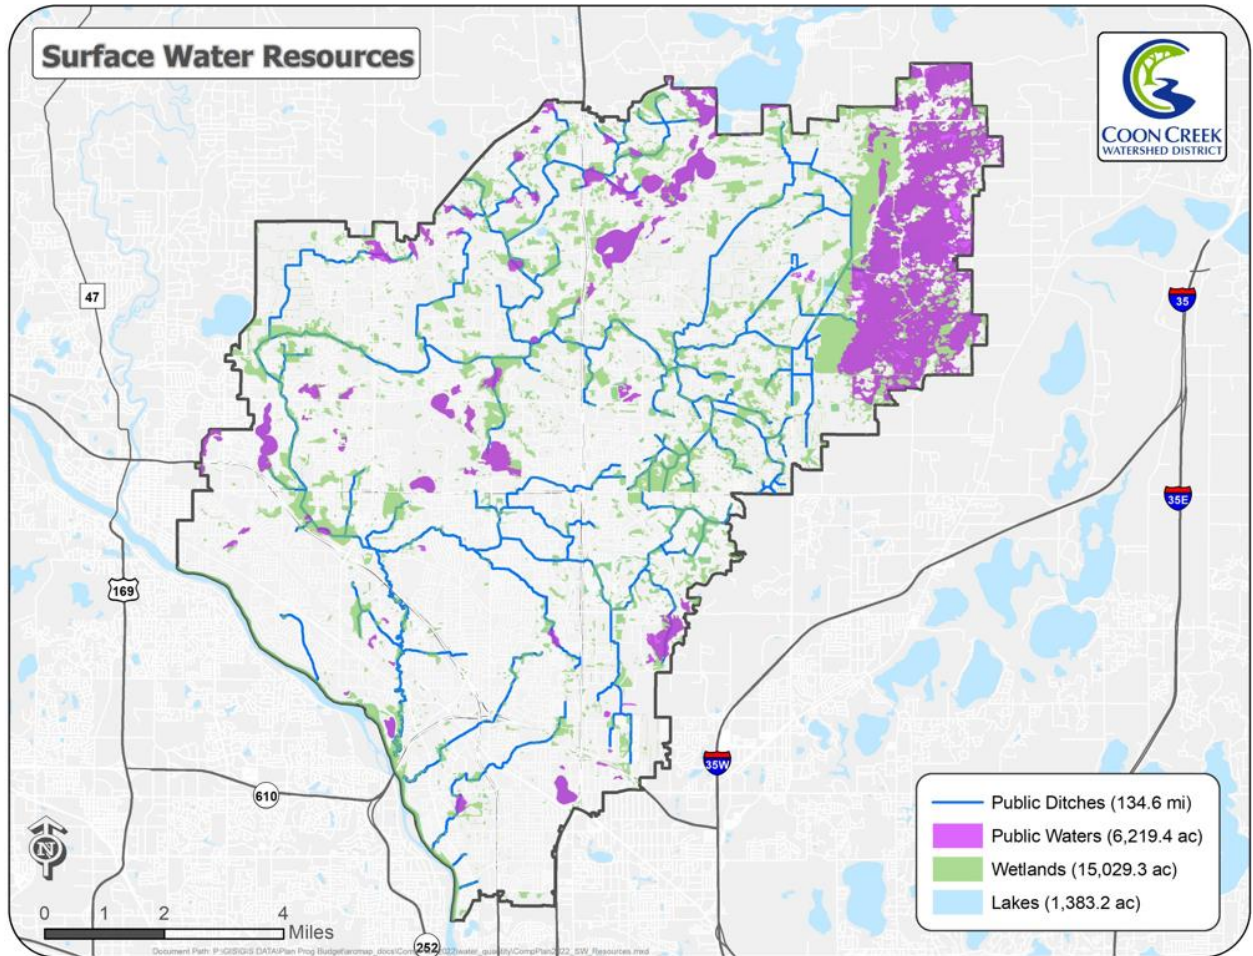 Surface Water Resources
COON CREEK
WATERSHED DISTRICT
47
35
35E
169
35W
610
252
Public Ditches (134.6 mi)
Public Waters (6,219.4 ac)
Wetlands (15,029.3 ac)
Lakes (1,383.2 ac)
N
0 1 2 4
Miles